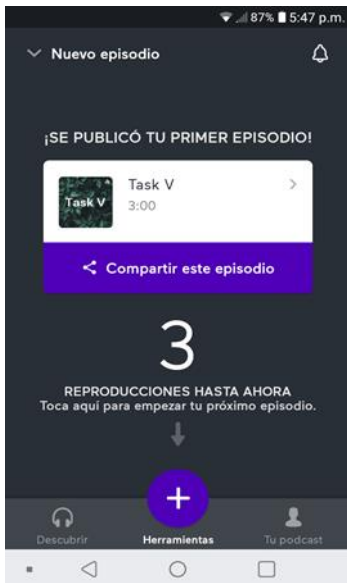 87% 5:47 p.m.
Nuevo episodio
¡SE PUBLICÓ TU PRIMER EPISODIO!
Task V
Task V
3:00
Compartir este episodio
3
REPRODUCCIONES HASTA AHORA
Toca aquí para empezar tu próximo episodio.
Descubrir Herramientas Tu podcast